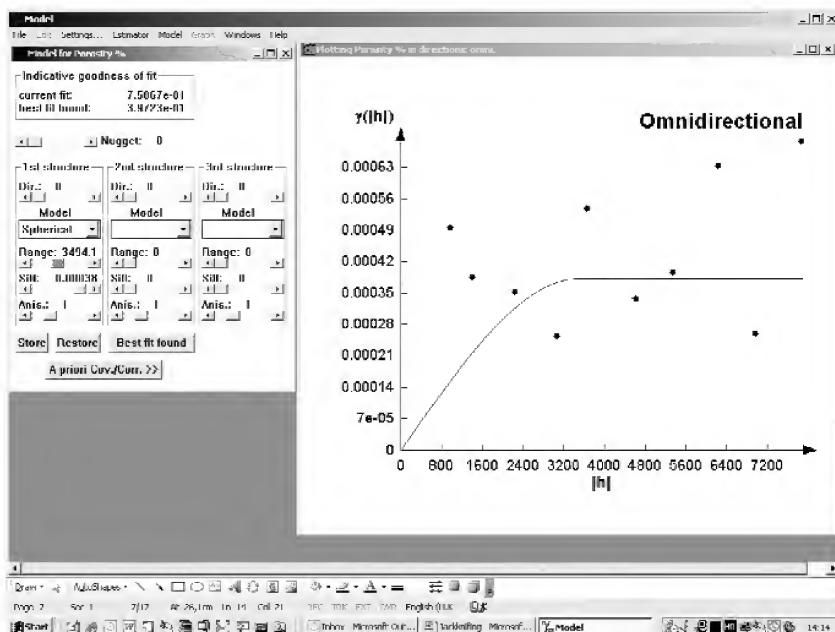 Model
File Edit Settings... Estimator Model Graph Windows Help
Model for Porosity %
Indicative goodness of fit
current fit: 7.5867e-01
best fit found: 3.9723e-01
Nugget: 0
1st structure 2nd structure 3rd structure
Dir.: 0 Dir.: 0 Dir.: 0
Model Model Model
Spherical
Range: 3494.1 Range: 0 Range: 0
Sill: 0.00038 Sill: 0 Sill: 0
Anis.: 1 Anis.: 1 Anis.: 1
Store Restore Best fit found
A priori Cov./Corr. >>
Plotting Porosity % in directions: omni.
γ(|h|)
Omnidirectional
0.00063
0.00056
0.00049
0.00042
0.00035
0.00028
0.00021
0.00014
7e-05
0
0 800 1600 2400 3200 4000 4800 5600 6400 7200
|h|
Draw AutoShapes
Page 7 Sec 1 7/17 At 26,1cm Ln 19 Col 21 REC TRK EXT OVR English (U.K
Start Inbox Microsoft Out... Microsof... Model 14:14